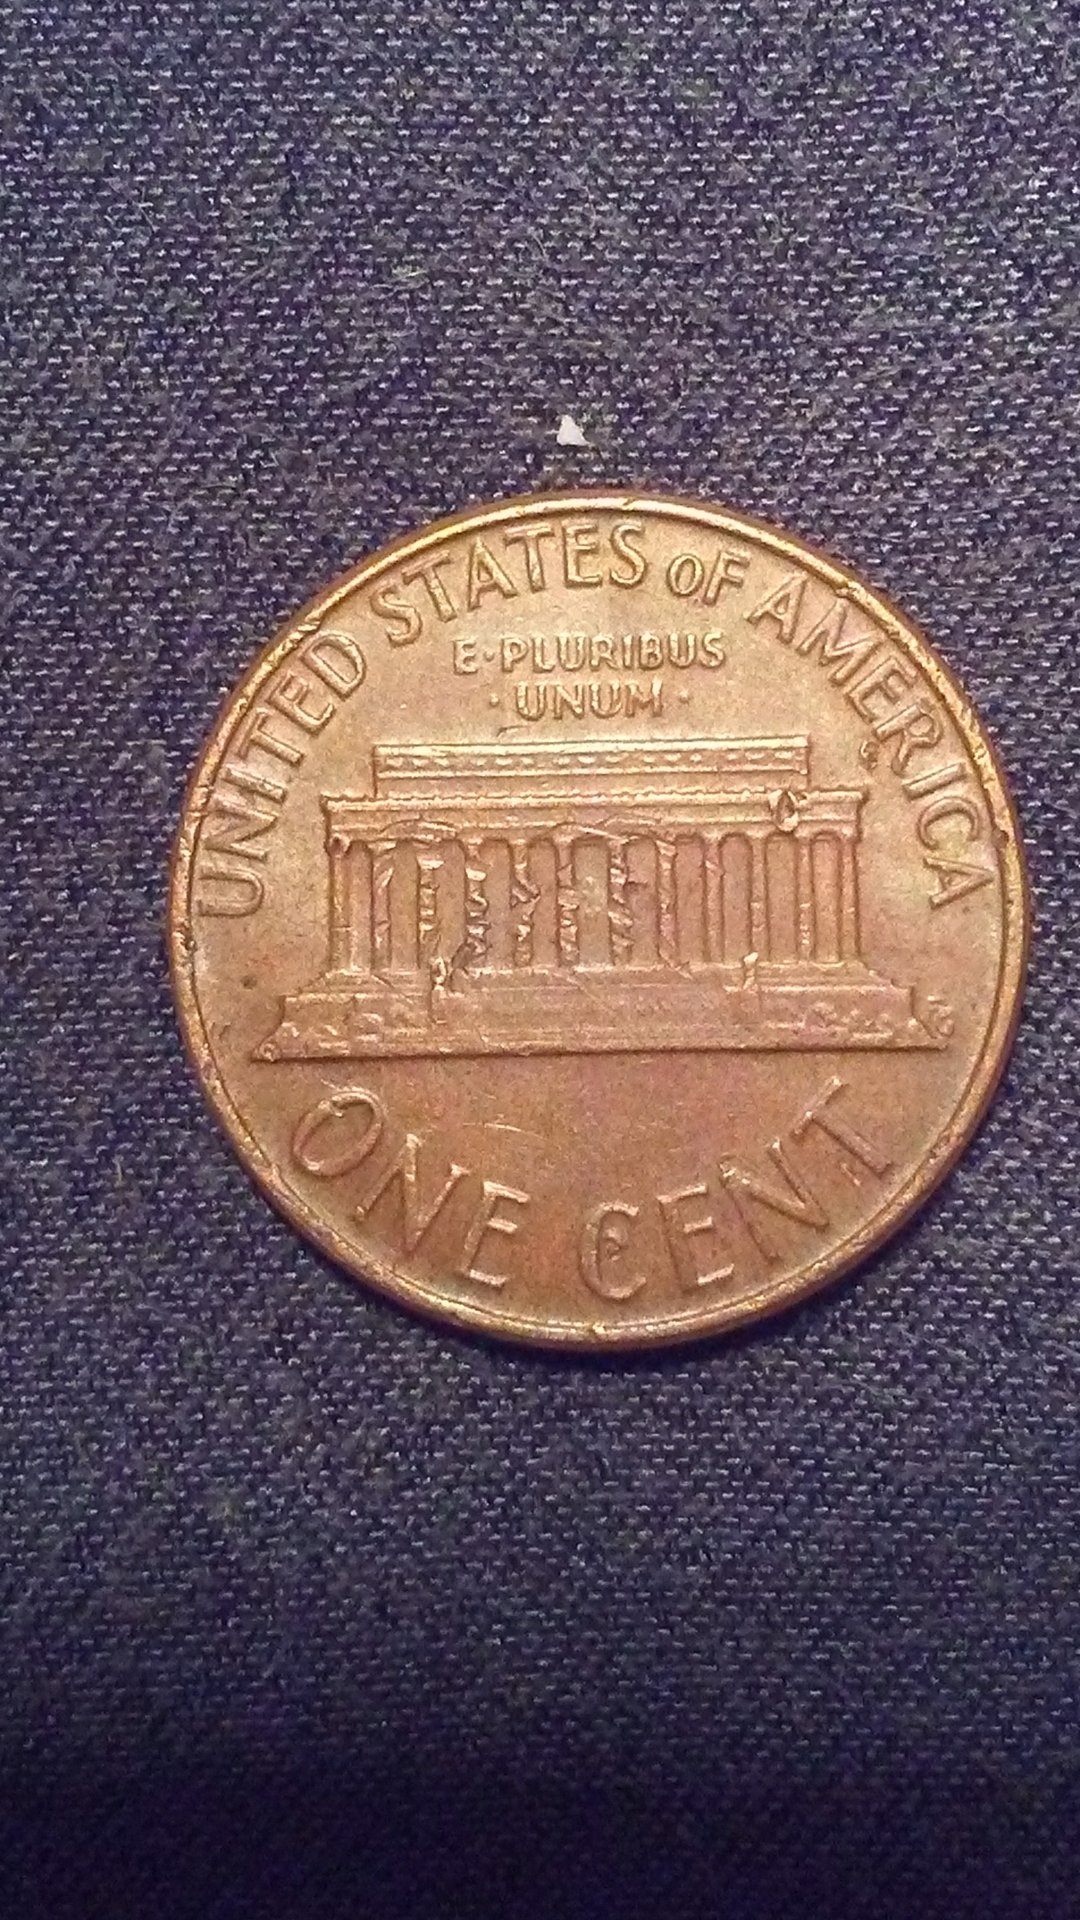 UNITED STATES OF AMERICA
E·PLURIBUS
·UNUM·
ONE CENT